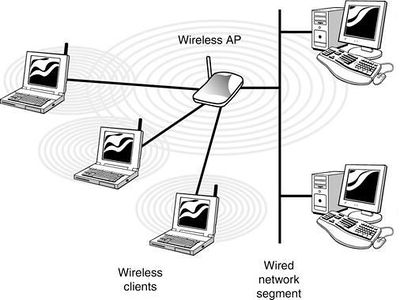 Wireless AP
Wireless
clients
Wired
network
segment